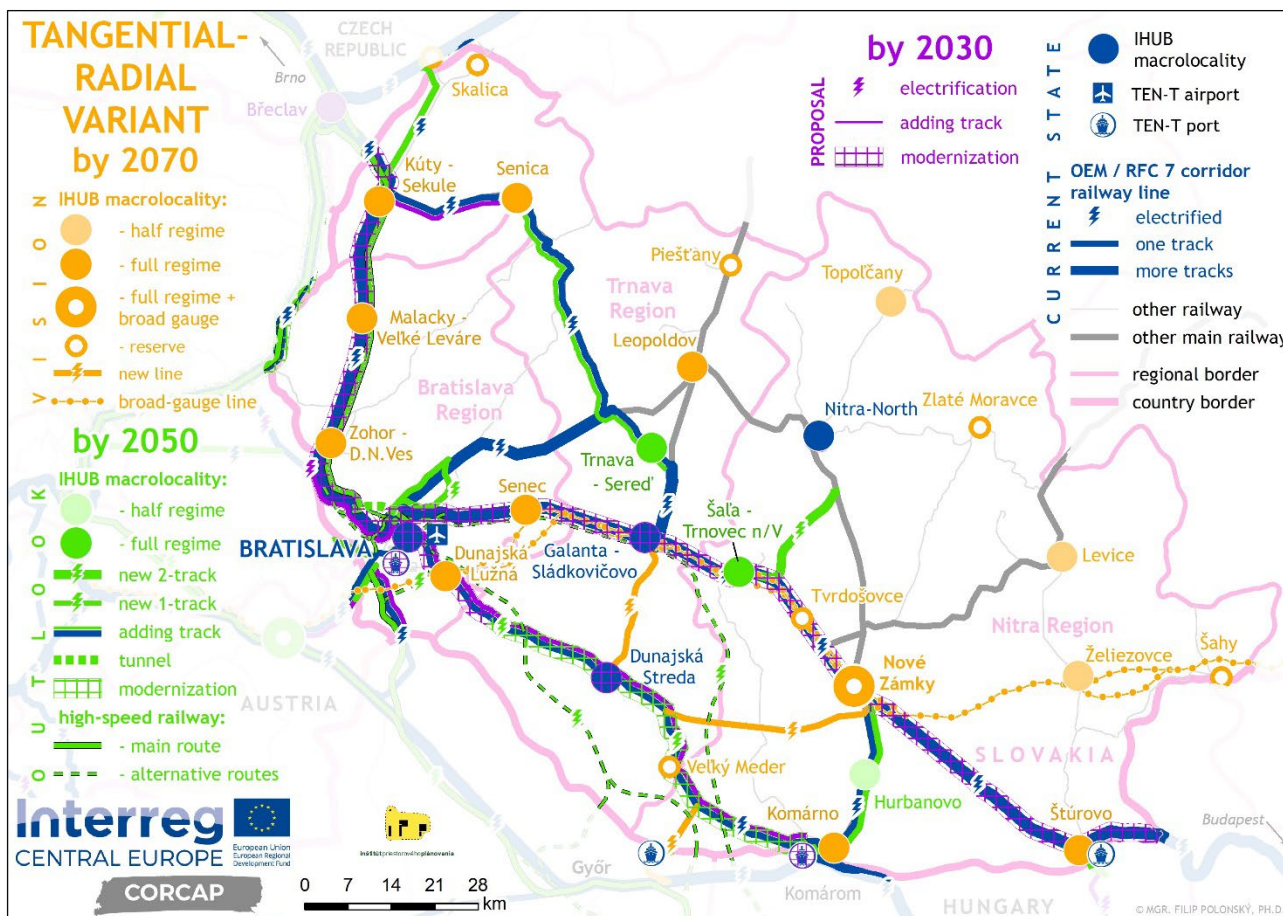 TANGENTIAL-
RADIAL
VARIANT
by 2070
VISION
IHUB macrolocality:
- half regime
- full regime
- full regime +
broad gauge
- reserve
new line
broad-gauge line
OUTLOOK
by 2050
IHUB macrolocality:
- half regime
- full regime
new 2-track
new 1-track
adding track
tunnel
modernization
high-speed railway:
- main route
- alternative routes
Interreg
CENTRAL EUROPE
European Union
European Regional
Development Fund
CORCAP
inštitútpriestorovéhoplánovania
0 7 14 21 28
km
by 2030
PROPOSAL
electrification
adding track
modernization
CURRENT STATE
IHUB
macrolocality
TEN-T airport
TEN-T port
OEM / RFC 7 corridor
railway line
electrified
one track
more tracks
other railway
other main railway
regional border
country border
CZECH
REPUBLIC
Brno
Břeclav
Skalica
Kúty -
Sekule
Senica
Piešťany
Topoľčany
Trnava
Region
Malacky -
Veľké Leváre
Leopoldov
Bratislava
Region
Nitra-North
Zlaté Moravce
Zohor -
D.N.Ves
Trnava
- Sereď
Senec
Šaľa -
Trnovec n/V
BRATISLAVA
Dunajská
Lužná
Galanta -
Sládkovičovo
Levice
Tvrdošovce
Nitra Region
Dunajská
Streda
Nové
Zámky
Želiezovce
Šahy
AUSTRIA
SLOVAKIA
Veľký Meder
Hurbanovo
Komárno
Štúrovo
Budapest
Győr
Komárom
HUNGARY
© MGR. FILIP POLONSKÝ, PH.D